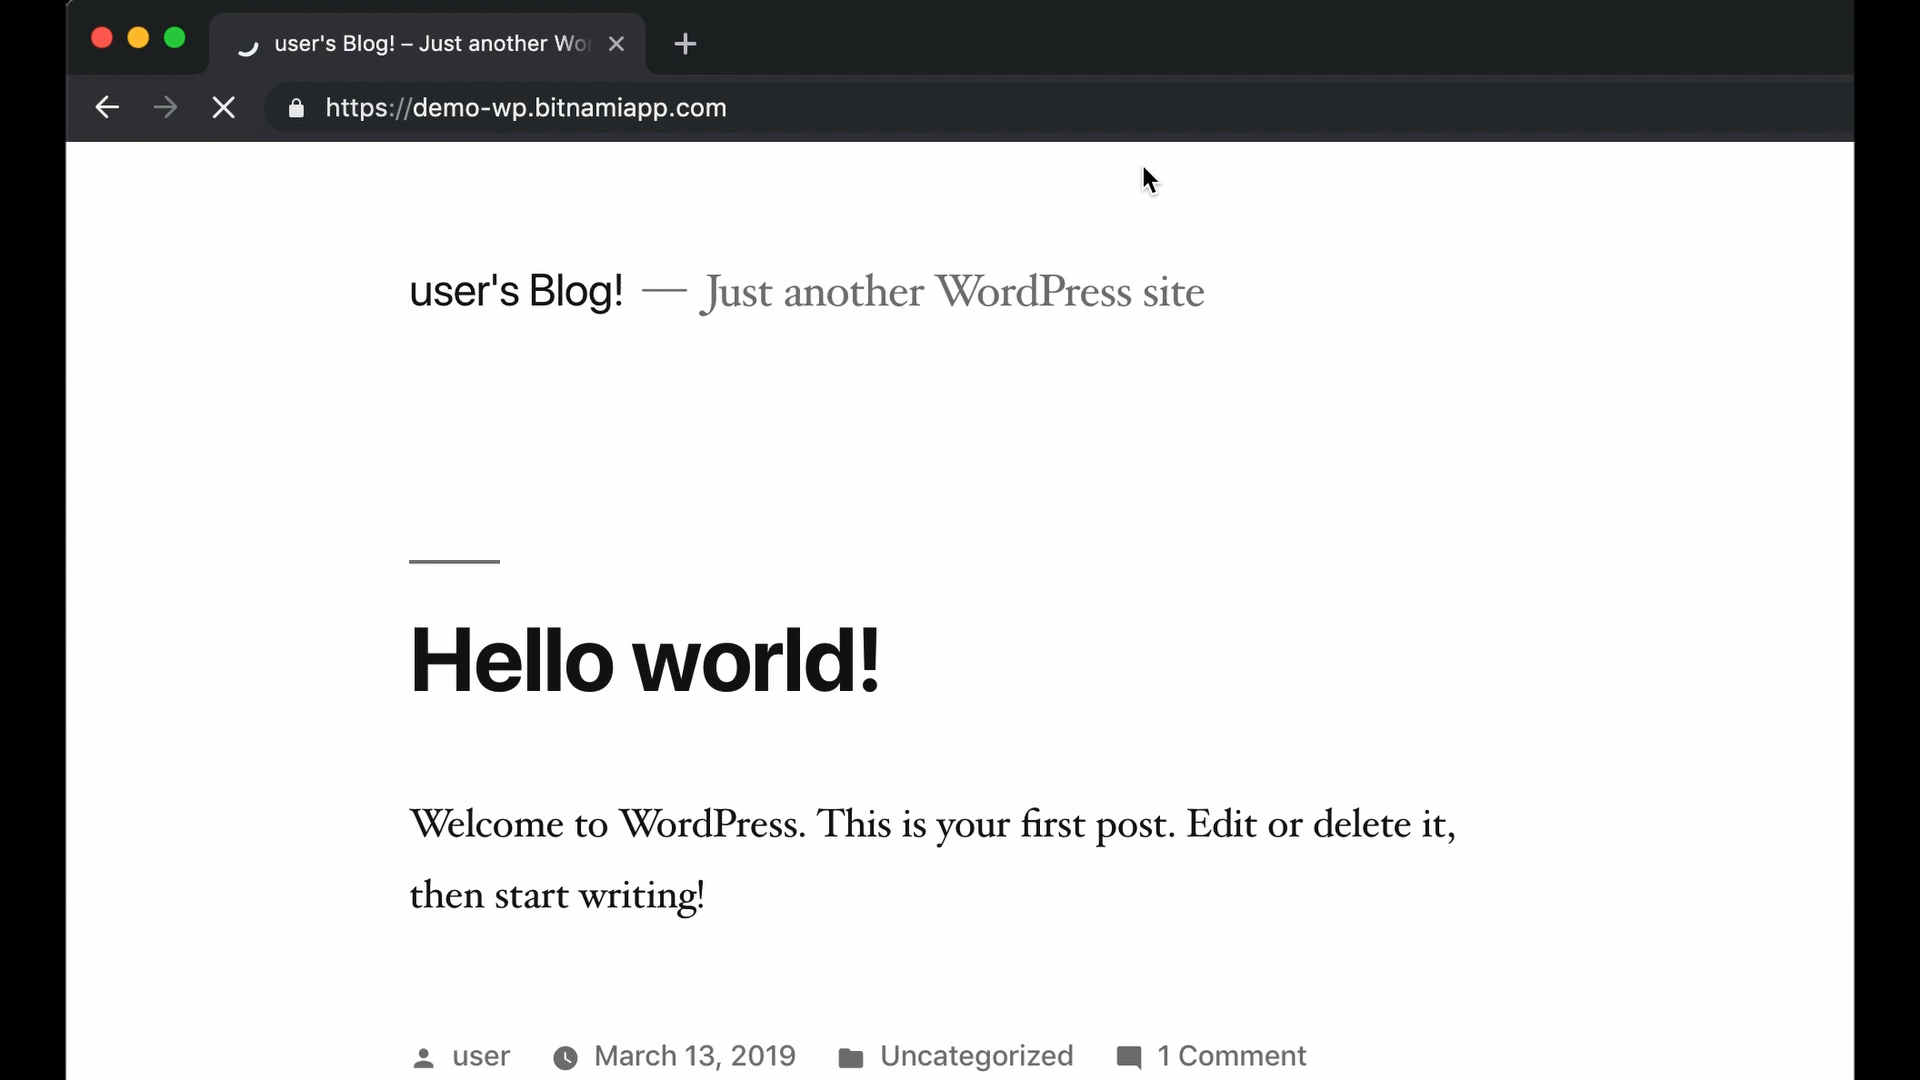 user's Blog! – Just another Wor
https://demo-wp.bitnamiapp.com
user's Blog! — Just another WordPress site
Hello world!
Welcome to WordPress. This is your first post. Edit or delete it,
then start writing!
user March 13, 2019 Uncategorized 1 Comment